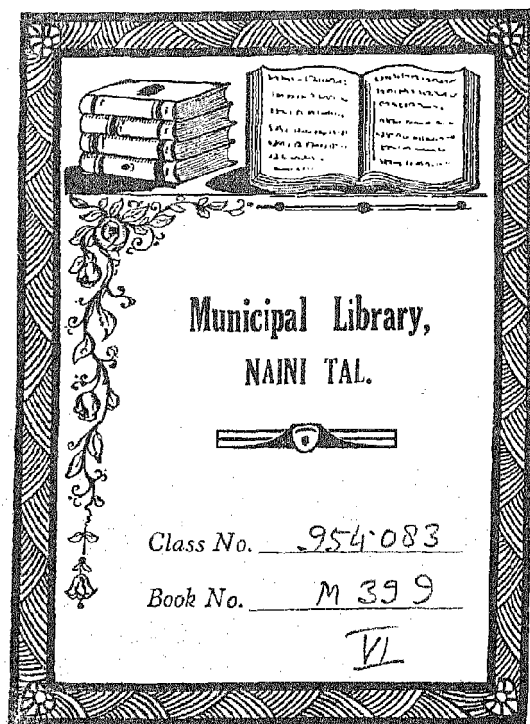 Municipal Library,
NAINI TAL.
Class No. 954.083
Book No. M 399
VI